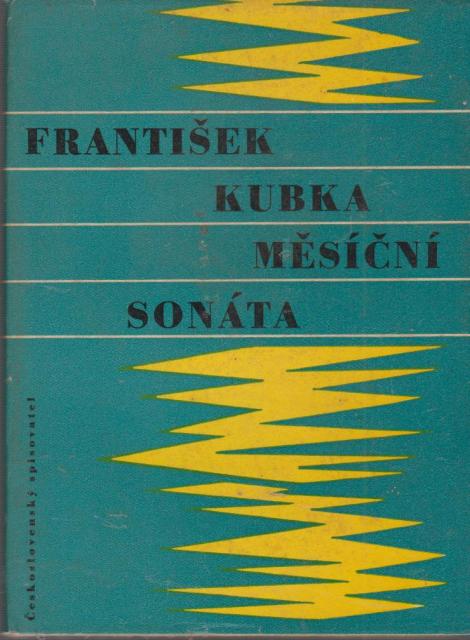 FRANTIŠEK
KUBKA
MĚSÍČNÍ
SONÁTA
Československý spisovatel